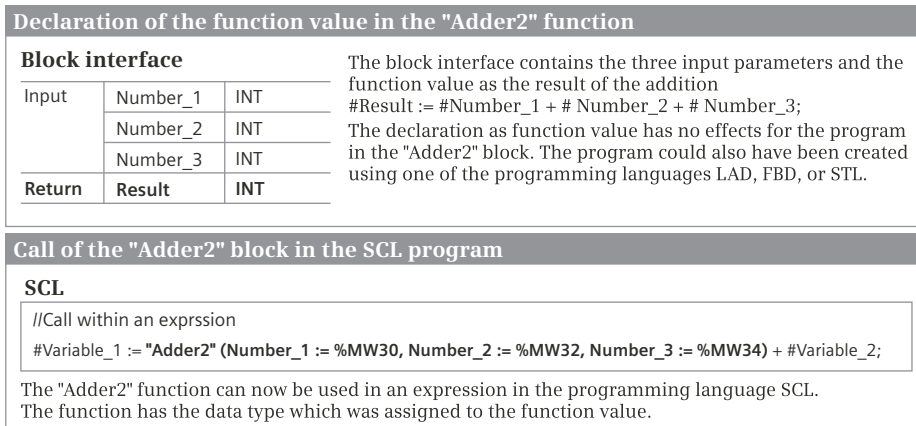 Declaration of the function value in the "Adder2" function
Block interface
Input Number_1 INT
Number_2 INT
Number_3 INT
Return Result INT
The block interface contains the three input parameters and the
function value as the result of the addition
#Result := #Number_1 + # Number_2 + # Number_3;
The declaration as function value has no effects for the program
in the "Adder2" block. The program could also have been created
using one of the programming languages LAD, FBD, or STL.
Call of the "Adder2" block in the SCL program
SCL
//Call within an exprssion
#Variable_1 := "Adder2" (Number_1 := %MW30, Number_2 := %MW32, Number_3 := %MW34) + #Variable_2;
The "Adder2" function can now be used in an expression in the programming language SCL.
The function has the data type which was assigned to the function value.